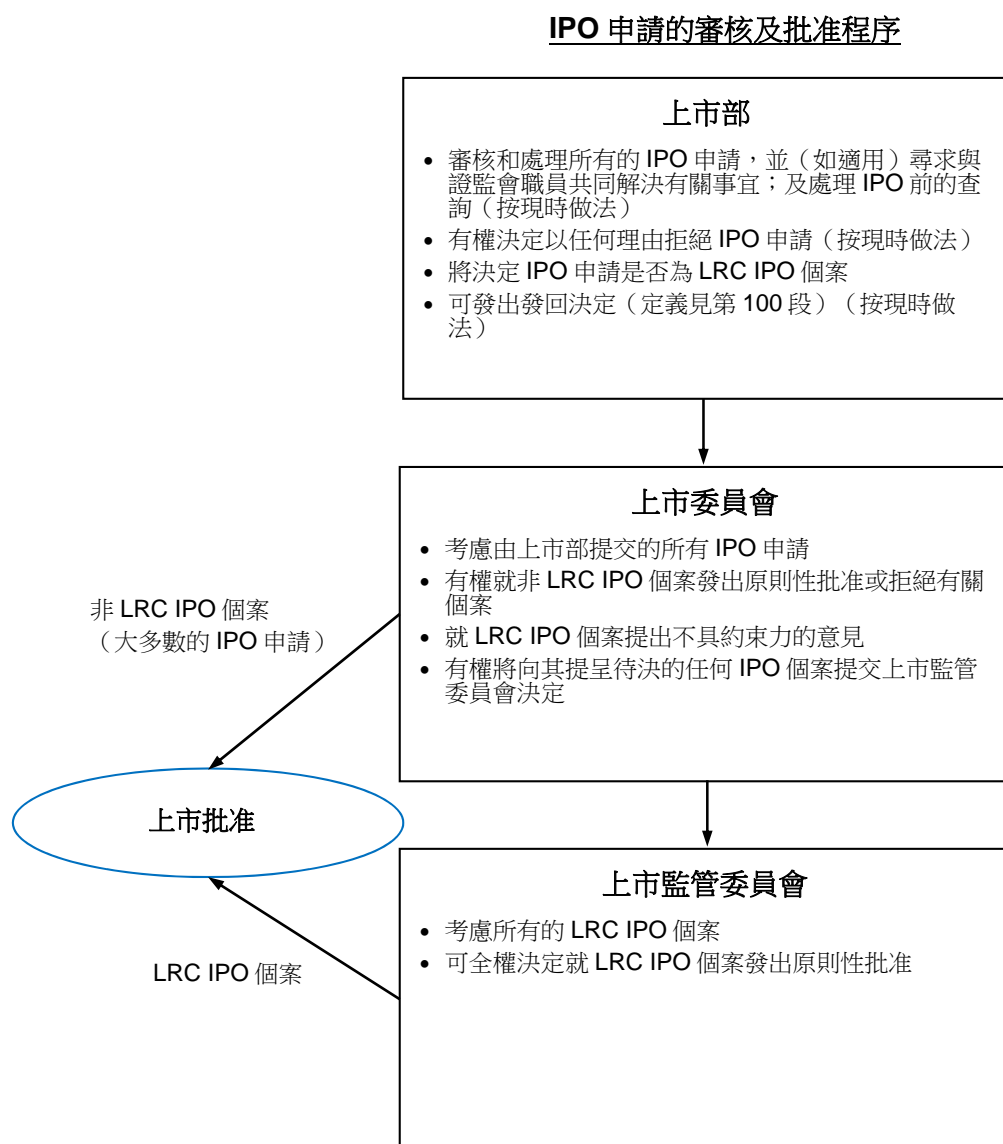 IPO 申請的審核及批准程序
上市部
• 審核和處理所有的 IPO 申請，並（如適用）尋求與
證監會職員共同解決有關事宜；及處理 IPO 前的查
詢（按現時做法）
• 有權決定以任何理由拒絕 IPO 申請（按現時做法）
• 將決定 IPO 申請是否為 LRC IPO 個案
• 可發出發回決定（定義見第 100 段）（按現時做
法）
上市委員會
• 考慮由上市部提交的所有 IPO 申請
• 有權就非 LRC IPO 個案發出原則性批准或拒絕有關
個案
• 就 LRC IPO 個案提出不具約束力的意見
• 有權將向其提呈待決的任何 IPO 個案提交上市監管
委員會決定
非 LRC IPO 個案
（大多數的 IPO 申請）
上市批准
上市監管委員會
• 考慮所有的 LRC IPO 個案
• 可全權決定就 LRC IPO 個案發出原則性批准
LRC IPO 個案